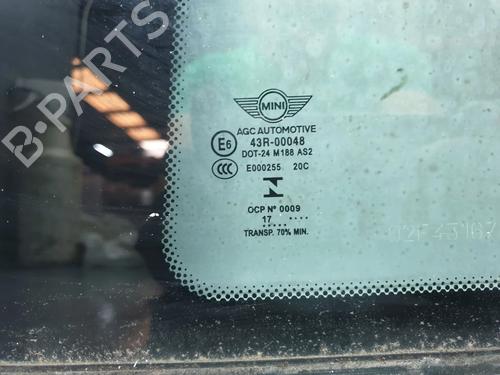 B-PARTS
MINI
AGC AUTOMOTIVE
E6 43R-00048
DOT-24 M188 AS2
CCC E000255 20C
OCP Nº 0009
17
TRANSP. 70% MIN.